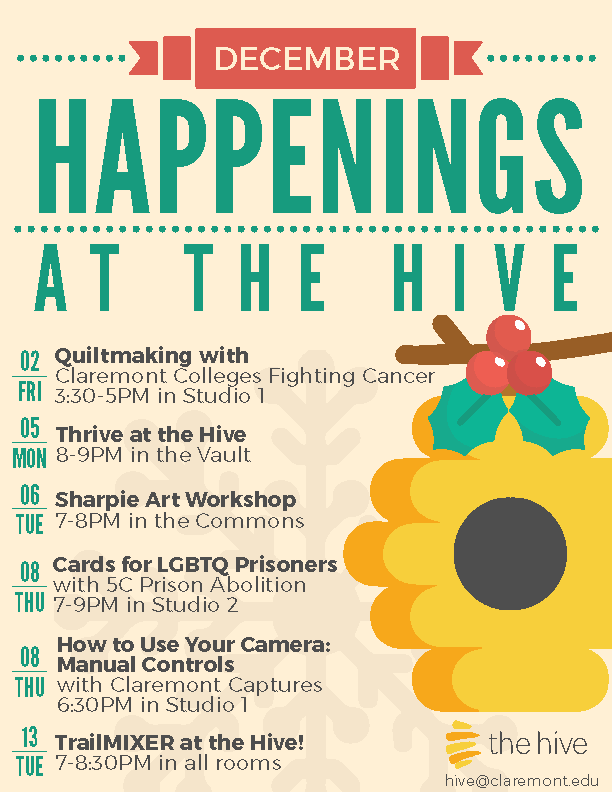 DECEMBER
HAPPENINGS
AT THE HIVE
02
FRI
Quiltmaking with
Claremont Colleges Fighting Cancer
3:30-5PM in Studio 1
05
MON
Thrive at the Hive
8-9PM in the Vault
06
TUE
Sharpie Art Workshop
7-8PM in the Commons
08
THU
Cards for LGBTQ Prisoners
with 5C Prison Abolition
7-9PM in Studio 2
08
THU
How to Use Your Camera:
Manual Controls
with Claremont Captures
6:30PM in Studio 1
13
TUE
TrailMIXER at the Hive!
7-8:30PM in all rooms
the hive
hive@claremont.edu